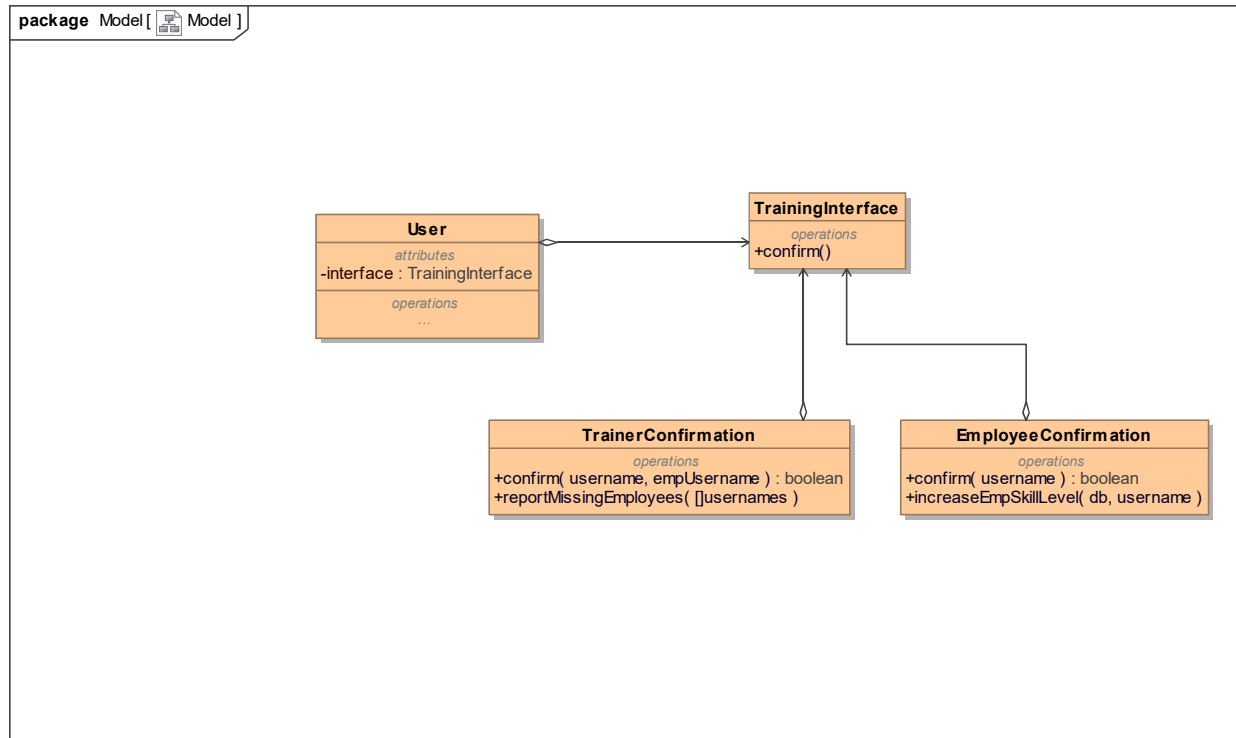 package Model [ Model ]
User
attributes
-interface : TrainingInterface
operations
...
TrainingInterface
operations
+confirm()
TrainerConfirmation
operations
+confirm( username, empUsername ) : boolean
+reportMissingEmployees( []usernames )
EmployeeConfirmation
operations
+confirm( username ) : boolean
+increaseEmpSkillLevel( db, username )